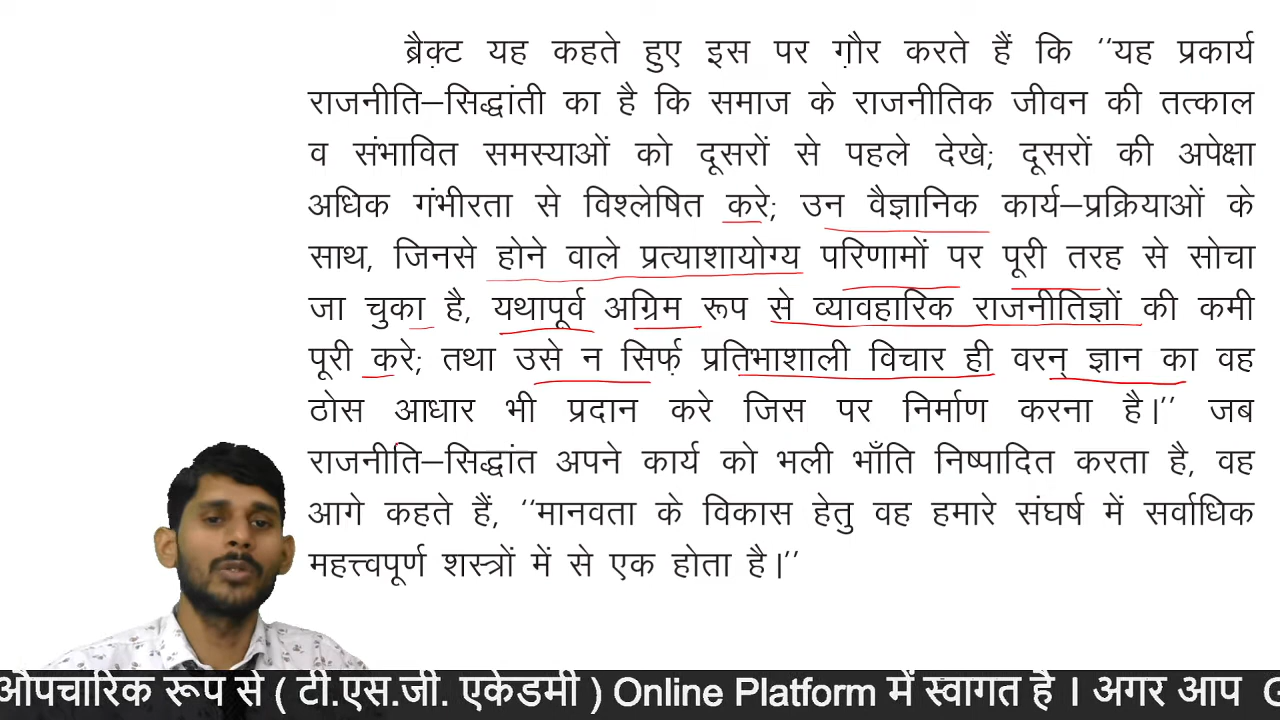 ब्रैक़्ट यह कहते हुए इस पर ग़ौर करते हैं कि ‘‘यह प्रकार्य
राजनीति–सिद्धांती का है कि समाज के राजनीतिक जीवन की तत्काल
व संभावित समस्याओं को दूसरों से पहले देखे; दूसरों की अपेक्षा
अधिक गंभीरता से विश्लेषित करे; उन वैज्ञानिक कार्य–प्रक्रियाओं के
साथ, जिनसे होने वाले प्रत्याशायोग्य परिणामों पर पूरी तरह से सोचा
जा चुका है, यथापूर्व अग्रिम रूप से व्यावहारिक राजनीतिज्ञों की कमी
पूरी करे; तथा उसे न सिर्फ़ प्रतिभाशाली विचार ही वरन् ज्ञान का वह
ठोस आधार भी प्रदान करे जिस पर निर्माण करना है।’’ जब
राजनीति–सिद्धांत अपने कार्य को भली भाँति निष्पादित करता है, वह
आगे कहते हैं, ‘‘मानवता के विकास हेतु वह हमारे संघर्ष में सर्वाधिक
महत्त्वपूर्ण शस्त्रों में से एक होता है।’’
औपचारिक रूप से ( टी.एस.जी. एकेडमी ) Online Platform में स्वागत है । अगर आप G